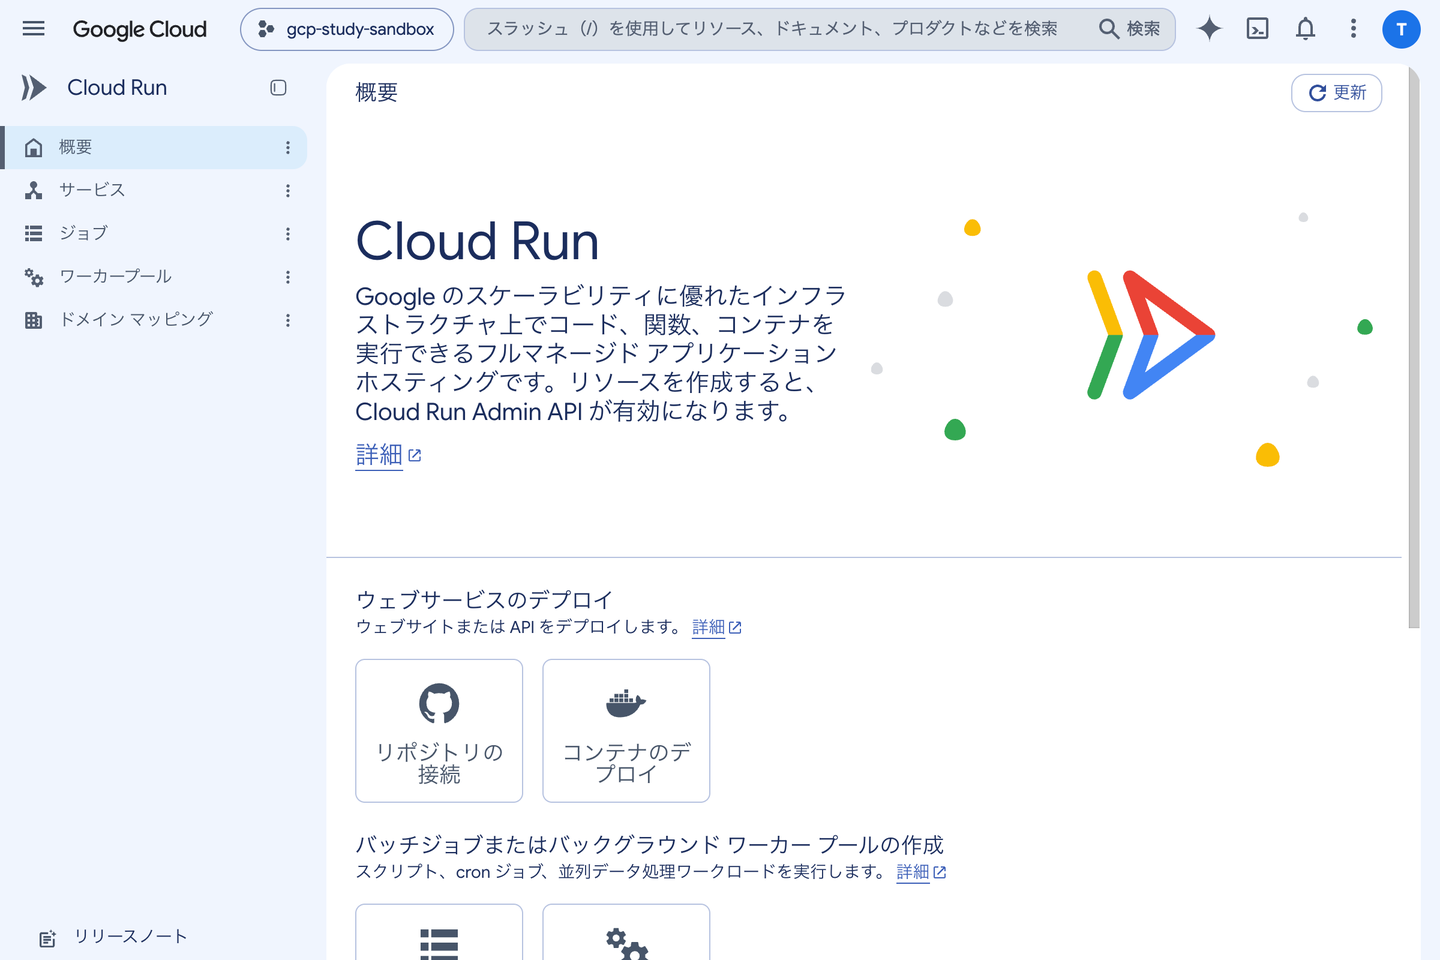 Google Cloud
gcp-study-sandbox
スラッシュ（/）を使用してリソース、ドキュメント、プロダクトなどを検索
検索
T
Cloud Run
概要
サービス
ジョブ
ワーカープール
ドメイン マッピング
リリースノート
概要
更新
Cloud Run
Google のスケーラビリティに優れたインフラ
ストラクチャ上でコード、関数、コンテナを
実行できるフルマネージド アプリケーション
ホスティングです。リソースを作成すると、
Cloud Run Admin API が有効になります。
詳細
ウェブサービスのデプロイ
ウェブサイトまたは API をデプロイします。 詳細
リポジトリの
接続
コンテナのデ
プロイ
バッチジョブまたはバックグラウンド ワーカー プールの作成
スクリプト、cron ジョブ、並列データ処理ワークロードを実行します。 詳細